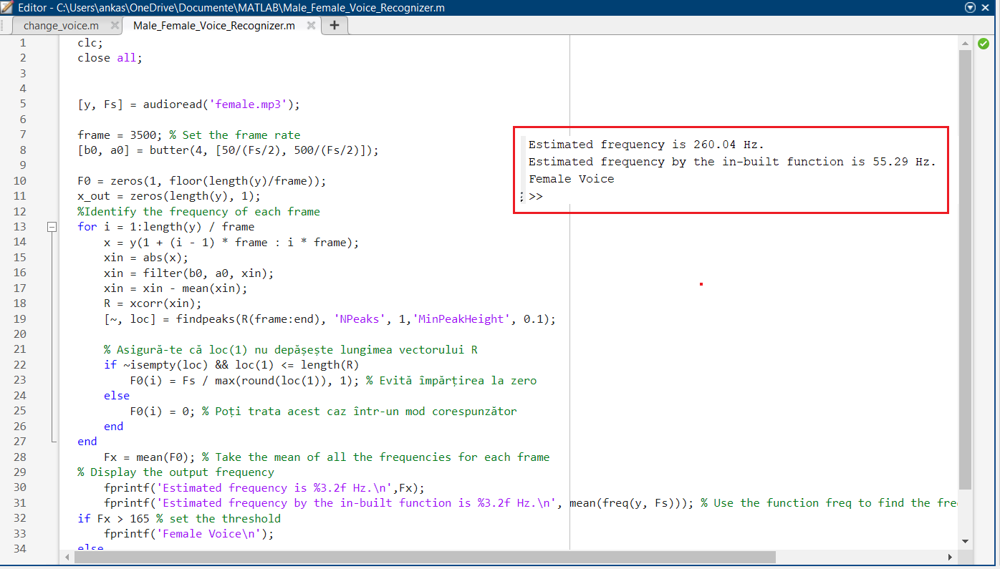 Editor - C:\Users\ankas\OneDrive\Documente\MATLAB\Male_Female_Voice_Recognizer.m
change_voice.m Male_Female_Voice_Recognizer.m
1 clc;
2 close all;
3
4
5 [y, Fs] = audioread('female.mp3');
6
7 frame = 3500; % Set the frame rate
8 [b0, a0] = butter(4, [50/(Fs/2), 500/(Fs/2)]);
9
10 F0 = zeros(1, floor(length(y)/frame));
11 x_out = zeros(length(y), 1);
12 %Identify the frequency of each frame
13 for i = 1:length(y) / frame
14 x = y(1 + (i - 1) * frame : i * frame);
15 xin = abs(x);
16 xin = filter(b0, a0, xin);
17 xin = xin - mean(xin);
18 R = xcorr(xin);
19 [~, loc] = findpeaks(R(frame:end), 'NPeaks', 1,'MinPeakHeight', 0.1);
20
21 % Asigură-te că loc(1) nu depășește lungimea vectorului R
22 if ~isempty(loc) && loc(1) <= length(R)
23 F0(i) = Fs / max(round(loc(1)), 1); % Evită împărțirea la zero
24 else
25 F0(i) = 0; % Poți trata acest caz într-un mod corespunzător
26 end
27 end
28 Fx = mean(F0); % Take the mean of all the frequencies for each frame
29 % Display the output frequency
30 fprintf('Estimated frequency is %3.2f Hz.\n',Fx);
31 fprintf('Estimated frequency by the in-built function is %3.2f Hz.\n', mean(freq(y, Fs))); % Use the function freq to find the fre
32 if Fx > 165 % set the threshold
33 fprintf('Female Voice\n');
34 else
Estimated frequency is 260.04 Hz.
Estimated frequency by the in-built function is 55.29 Hz.
Female Voice
>>